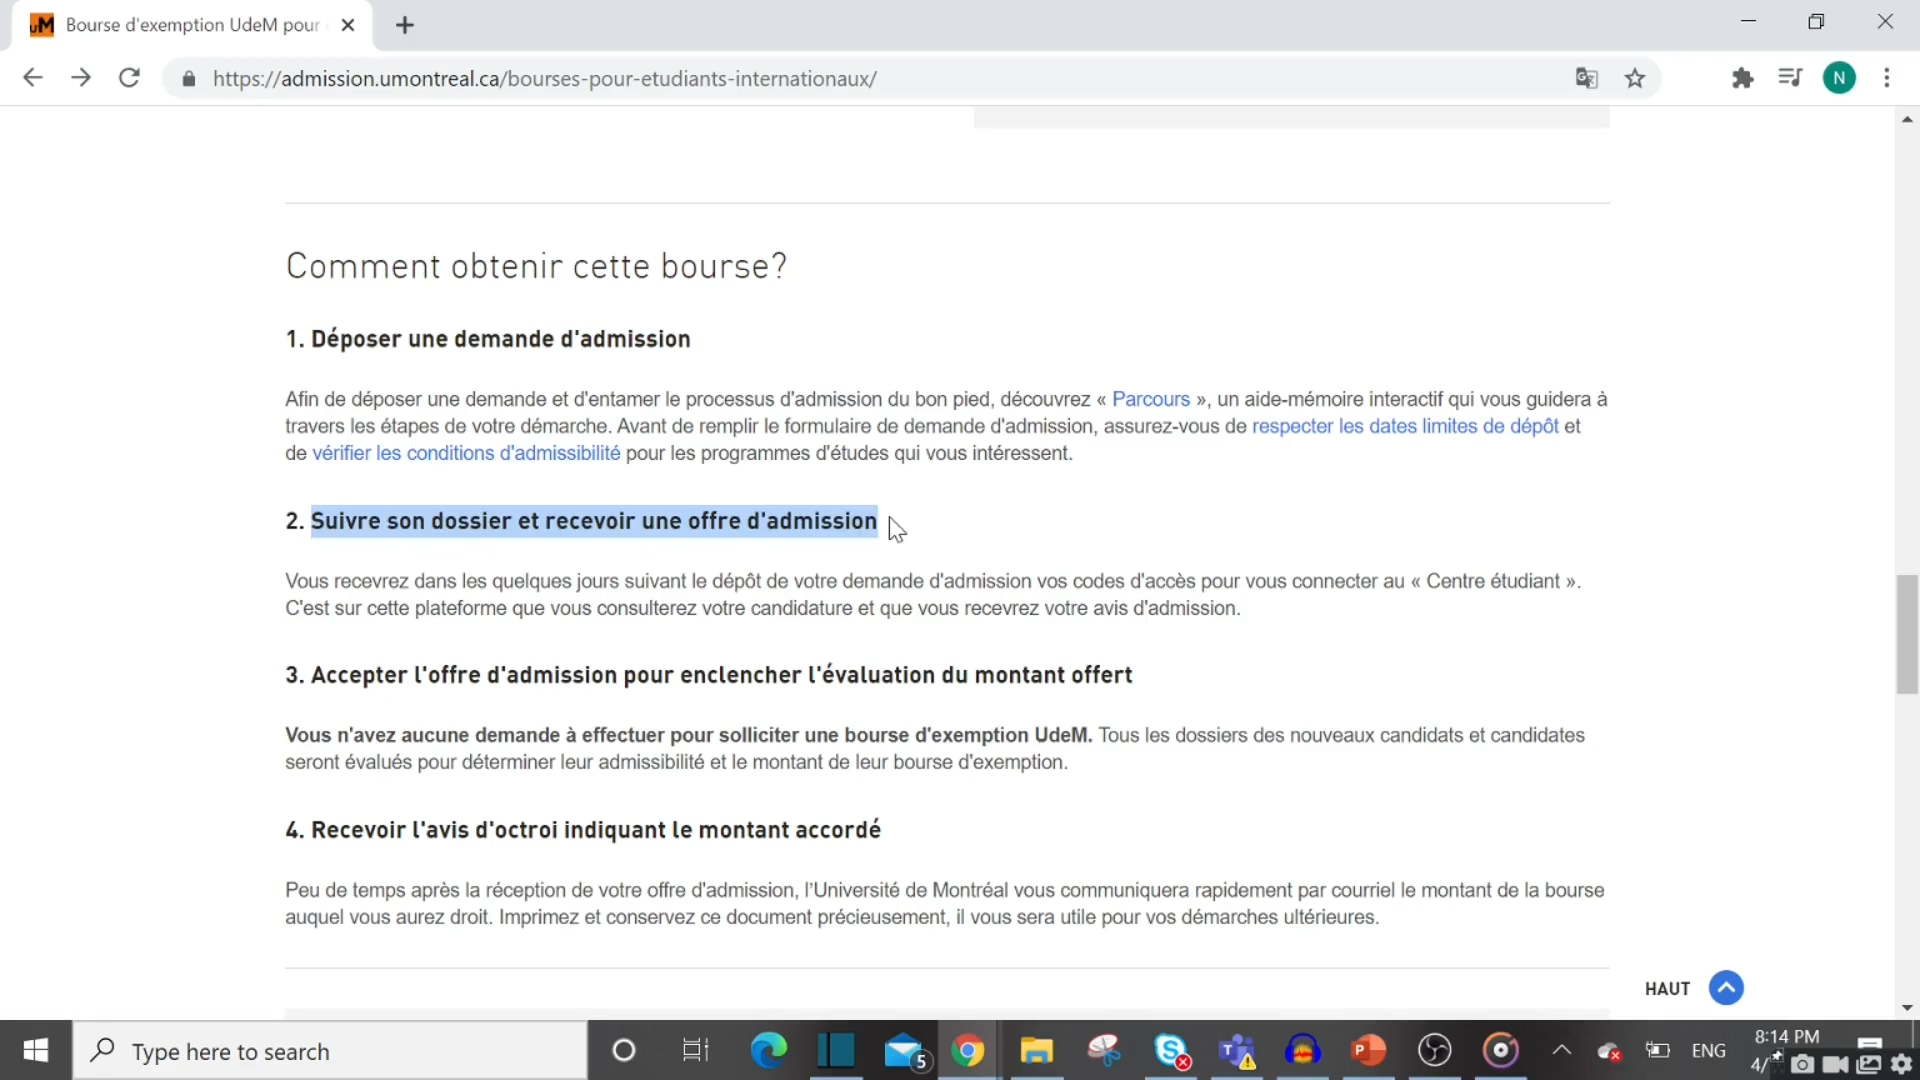 Bourse d'exemption UdeM pour
https://admission.umontreal.ca/bourses-pour-etudiants-internationaux/
N
Comment obtenir cette bourse?
1. Déposer une demande d'admission
Afin de déposer une demande et d'entamer le processus d'admission du bon pied, découvrez « Parcours », un aide-mémoire interactif qui vous guidera à
travers les étapes de votre démarche. Avant de remplir le formulaire de demande d'admission, assurez-vous de respecter les dates limites de dépôt et
de vérifier les conditions d'admissibilité pour les programmes d'études qui vous intéressent.
2. Suivre son dossier et recevoir une offre d'admission
Vous recevrez dans les quelques jours suivant le dépôt de votre demande d'admission vos codes d'accès pour vous connecter au « Centre étudiant ».
C'est sur cette plateforme que vous consulterez votre candidature et que vous recevrez votre avis d'admission.
3. Accepter l'offre d'admission pour enclencher l'évaluation du montant offert
Vous n'avez aucune demande à effectuer pour solliciter une bourse d'exemption UdeM. Tous les dossiers des nouveaux candidats et candidates
seront évalués pour déterminer leur admissibilité et le montant de leur bourse d'exemption.
4. Recevoir l'avis d'octroi indiquant le montant accordé
Peu de temps après la réception de votre offre d'admission, l'Université de Montréal vous communiquera rapidement par courriel le montant de la bourse
auquel vous aurez droit. Imprimez et conservez ce document précieusement, il vous sera utile pour vos démarches ultérieures.
HAUT
Type here to search
5
ENG
8:14 PM
4/